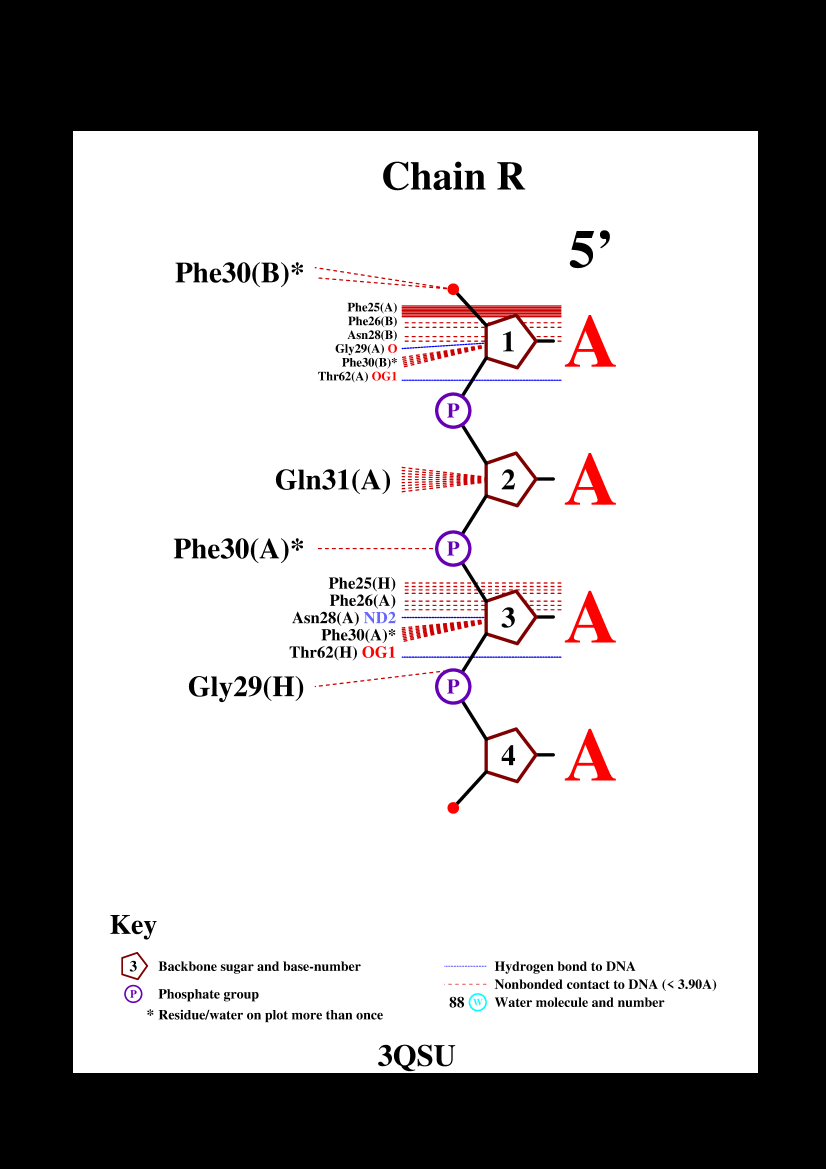 Chain R
5’
Phe30(B)*
Phe25(A)
Phe26(B)
Asn28(B)
Gly29(A) O
Phe30(B)*
Thr62(A) OG1
1 A
P
Gln31(A) 2 A
Phe30(A)* P
Phe25(H)
Phe26(A)
Asn28(A) ND2
Phe30(A)*
Thr62(H) OG1
3 A
Gly29(H) P
4 A
Key
3 Backbone sugar and base-number
P Phosphate group
* Residue/water on plot more than once
Hydrogen bond to DNA
Nonbonded contact to DNA (< 3.90A)
88 W Water molecule and number
3QSU